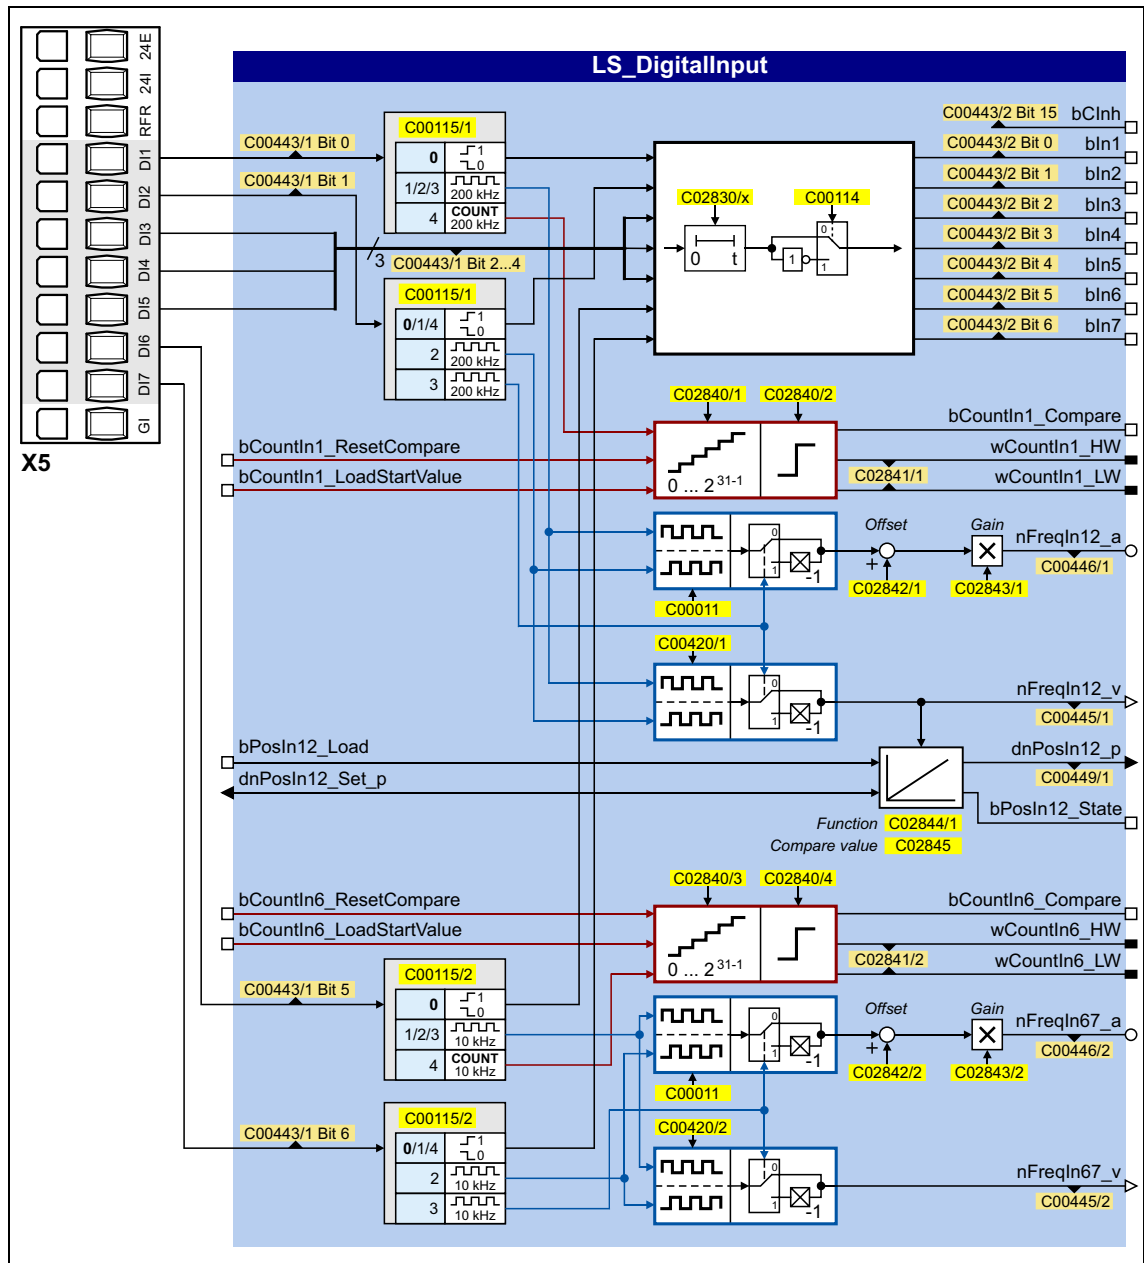 LS_DigitalInput
24E
24I
RFR
DI1
DI2
DI3
DI4
DI5
DI6
DI7
GI
X5
C00443/1 Bit 0
C00443/1 Bit 1
3
C00443/1 Bit 2...4
C00115/1
0 1 0
1/2/3 200 kHz
4 COUNT 200 kHz
C00115/1
0/1/4 1 0
2 200 kHz
3 200 kHz
C02830/x
C00114
0 t
1
0
1
C00443/2 Bit 15 bCInh
C00443/2 Bit 0 bIn1
C00443/2 Bit 1 bIn2
C00443/2 Bit 2 bIn3
C00443/2 Bit 3 bIn4
C00443/2 Bit 4 bIn5
C00443/2 Bit 5 bIn6
C00443/2 Bit 6 bIn7
C02840/1 C02840/2
bCountIn1_ResetCompare
bCountIn1_LoadStartValue
0 ... 2 31-1
bCountIn1_Compare
wCountIn1_HW
C02841/1
wCountIn1_LW
0
1
-1
C00011
Offset
+
C02842/1
Gain
C02843/1
nFreqIn12_a
C00446/1
C00420/1
0
1
-1
nFreqIn12_v
C00445/1
bPosIn12_Load
dnPosIn12_Set_p
dnPosIn12_p
C00449/1
bPosIn12_State
Function C02844/1
Compare value C02845
C02840/3 C02840/4
bCountIn6_ResetCompare
bCountIn6_LoadStartValue
0 ... 2 31-1
bCountIn6_Compare
wCountIn6_HW
C02841/2
wCountIn6_LW
C00443/1 Bit 5
C00115/2
0 1 0
1/2/3 10 kHz
4 COUNT 10 kHz
0
1
-1
C00011
Offset
+
C02842/2
Gain
C02843/2
nFreqIn67_a
C00446/2
C00443/1 Bit 6
C00115/2
0/1/4 1 0
2 10 kHz
3 10 kHz
C00420/2
0
1
-1
nFreqIn67_v
C00445/2